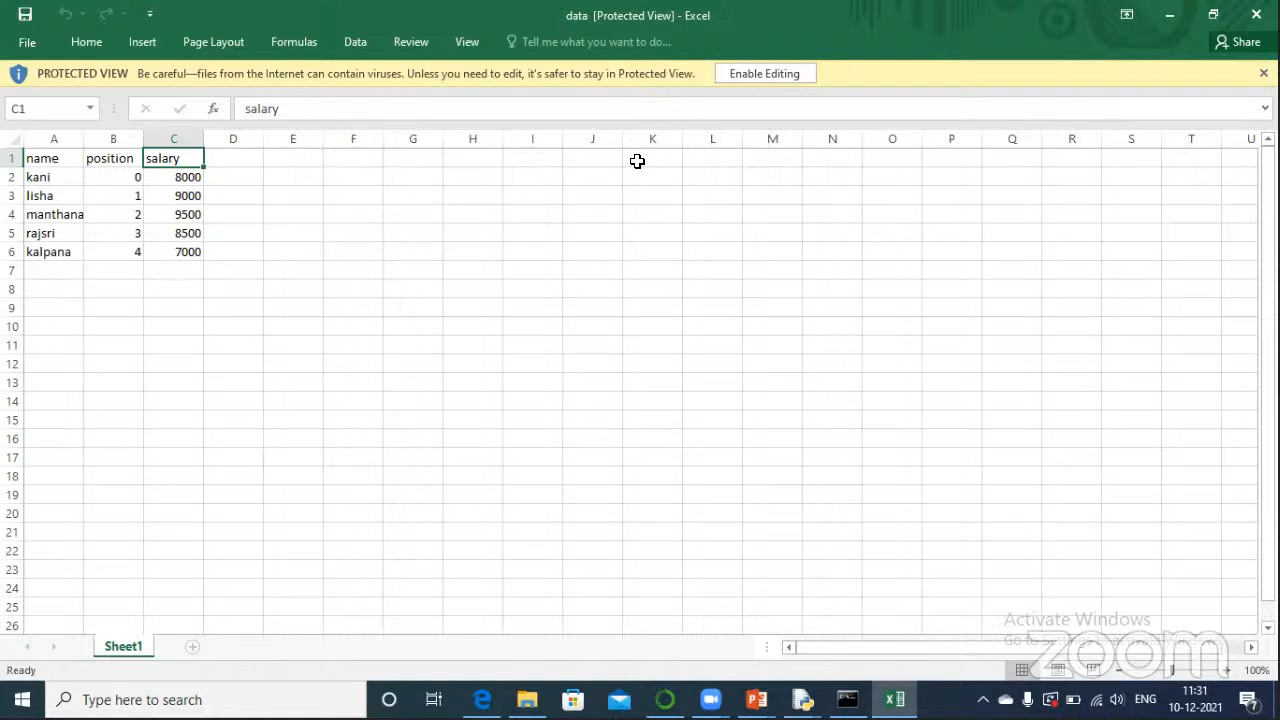 data [Protected View] - Excel
File Home Insert Page Layout Formulas Data Review View Tell me what you want to do... Share
PROTECTED VIEW Be careful—files from the Internet can contain viruses. Unless you need to edit, it's safer to stay in Protected View. Enable Editing
C1 fx salary
A B C D E F G H I J K L M N O P Q R S T U
1 name position salary
2 kani 0 8000
3 lisha 1 9000
4 manthana 2 9500
5 rajsri 3 8500
6 kalpana 4 7000
7
8
9
10
11
12
13
14
15
16
17
18
19
20
21
22
23
24
25
26
Activate Windows
Sheet1
zoom
Ready 100%
Type here to search ENG 11:31
10-12-2021 7